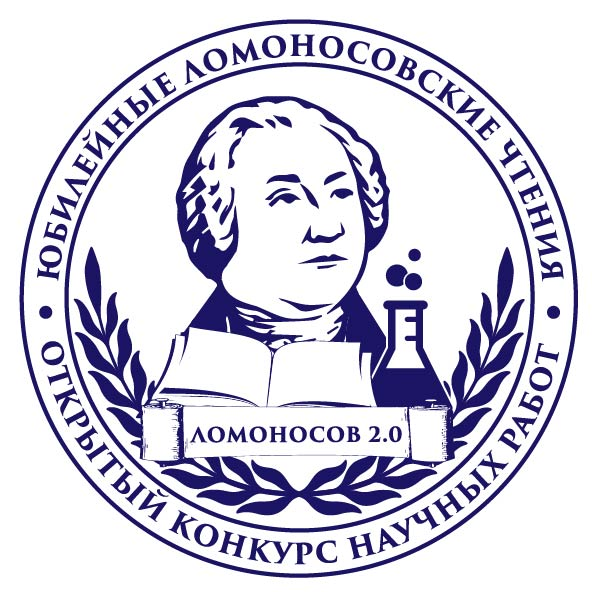 ЮБИЛЕЙНЫЕ ЛОМОНОСОВСКИЕ ЧТЕНИЯ
ЛОМОНОСОВ 2.0
ОТКРЫТЫЙ КОНКУРС НАУЧНЫХ РАБОТ